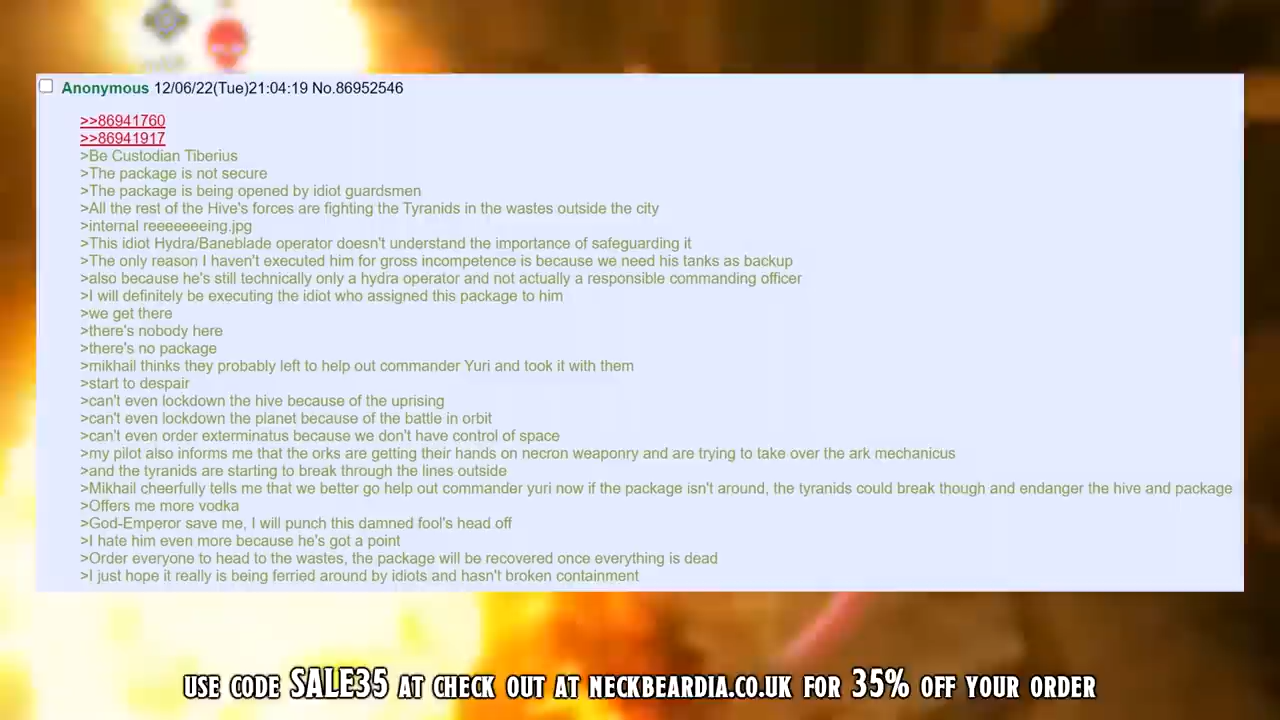 Anonymous 12/06/22(Tue)21:04:19 No.86952546
>>86941760
>>86941917
>Be Custodian Tiberius
>The package is not secure
>The package is being opened by idiot guardsmen
>All the rest of the Hive's forces are fighting the Tyranids in the wastes outside the city
>internal reeeeeeeing.jpg
>This idiot Hydra/Baneblade operator doesn't understand the importance of safeguarding it
>The only reason I haven't executed him for gross incompetence is because we need his tanks as backup
>also because he's still technically only a hydra operator and not actually a responsible commanding officer
>I will definitely be executing the idiot who assigned this package to him
>we get there
>there's nobody here
>there's no package
>mikhail thinks they probably left to help out commander Yuri and took it with them
>start to despair
>can't even lockdown the hive because of the uprising
>can't even lockdown the planet because of the battle in orbit
>can't even order exterminatus because we don't have control of space
>my pilot also informs me that the orks are getting their hands on necron weaponry and are trying to take over the ark mechanicus
>and the tyranids are starting to break through the lines outside
>Mikhail cheerfully tells me that we better go help out commander yuri now if the package isn't around, the tyranids could break though and endanger the hive and package
>Offers me more vodka
>God-Emperor save me, I will punch this damned fool's head off
>I hate him even more because he's got a point
>Order everyone to head to the wastes, the package will be recovered once everything is dead
>I just hope it really is being ferried around by idiots and hasn't broken containment
USE CODE SALE35 AT CHECK OUT AT NECKBEARDIA.CO.UK FOR 35% OFF YOUR ORDER